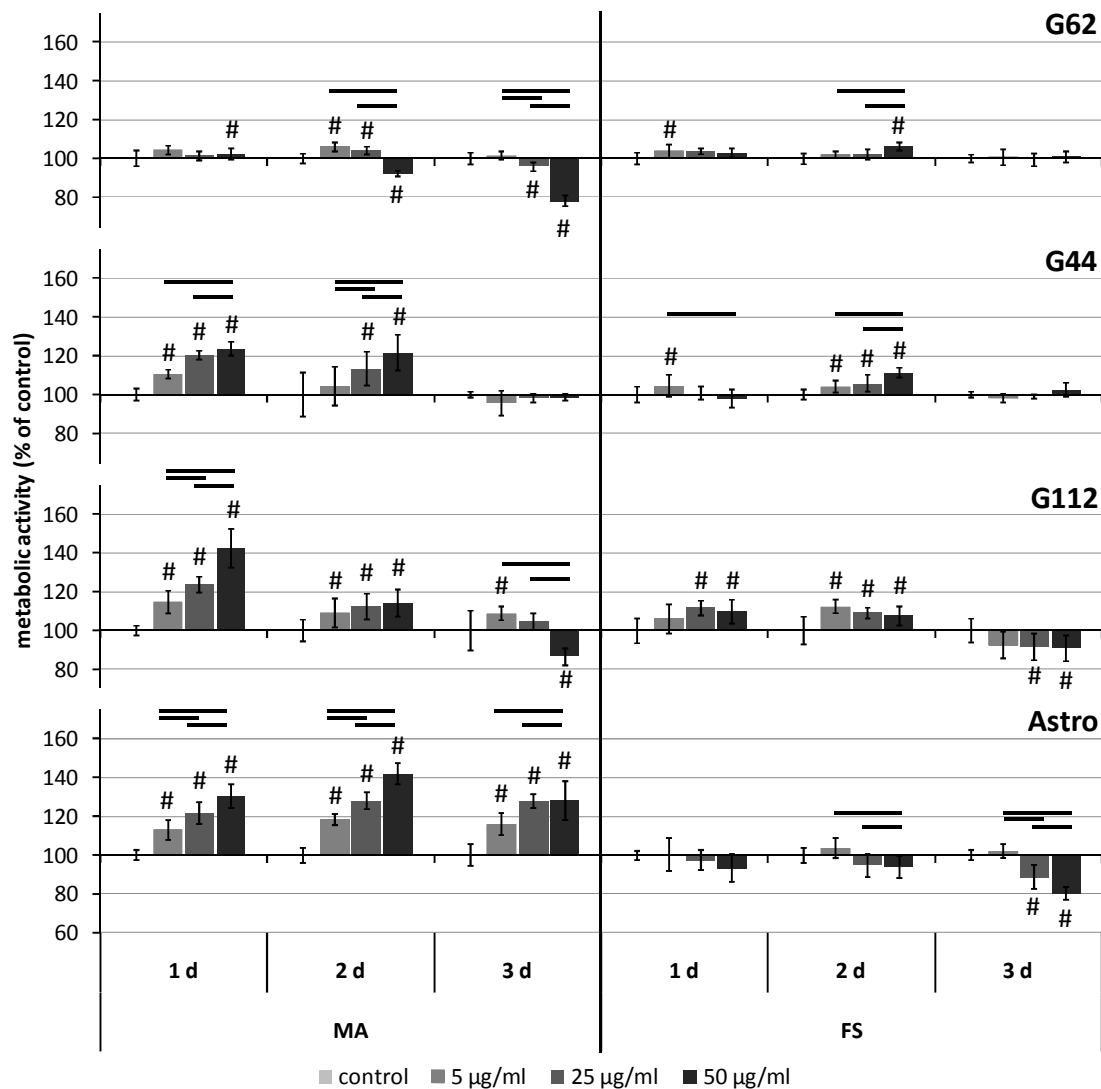 G62
160
140
120
100
80
# # # # # # #
# #
G44
160
140
120
100
80
# # # # # # # # #
G112
160
140
120
100
80
# # # # # # # # # # # # # # # #
Astro
160
140
120
100
80
60
# # # # # # # # # # #
metabolic activity (% of control)
1 d 2 d 3 d 1 d 2 d 3 d
MA FS
control 5 µg/ml 25 µg/ml 50 µg/ml